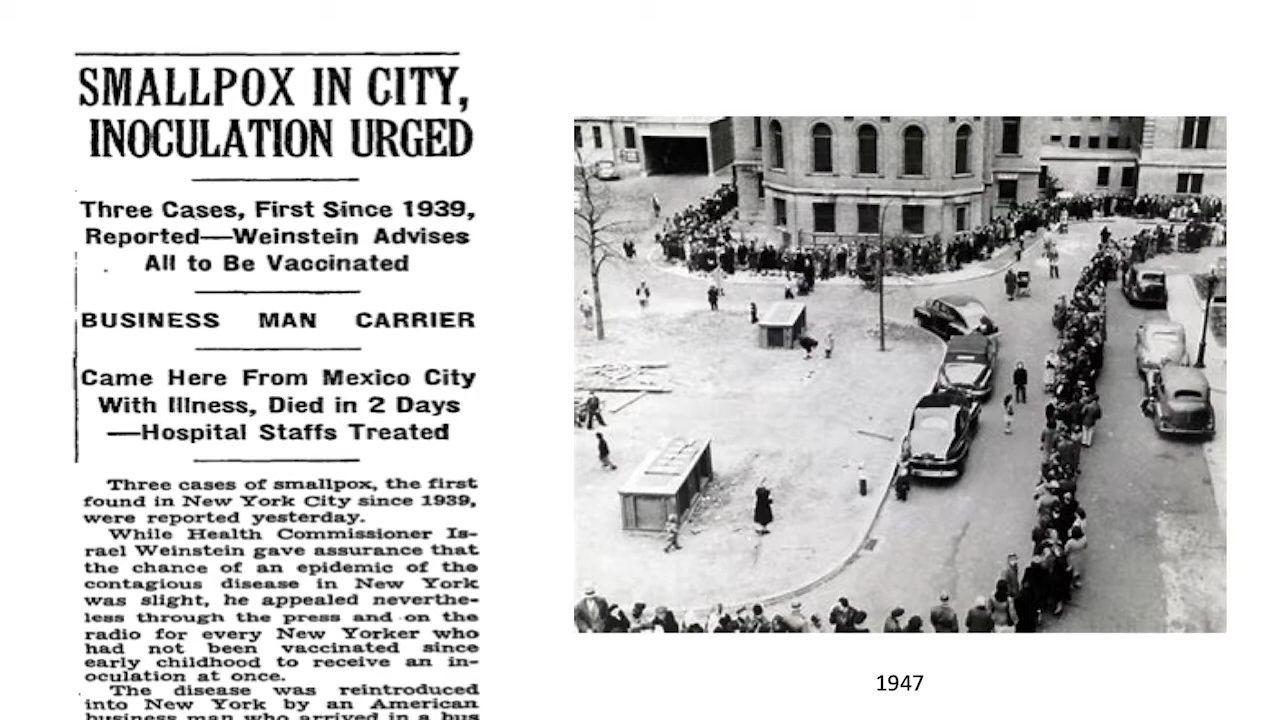 SMALLPOX IN CITY,
INOCULATION URGED
Three Cases, First Since 1939,
Reported—Weinstein Advises
All to Be Vaccinated
BUSINESS MAN CARRIER
Came Here From Mexico City
With Illness, Died in 2 Days
—Hospital Staffs Treated
Three cases of smallpox, the first
found in New York City since 1939,
were reported yesterday.
While Health Commissioner Is-
rael Weinstein gave assurance that
the chance of an epidemic of the
contagious disease in New York
was slight, he appealed neverthe-
less through the press and on the
radio for every New Yorker who
had not been vaccinated since
early childhood to receive an in-
oculation at once.
The disease was reintroduced
into New York by an American
business man who arrived in a bus
1947